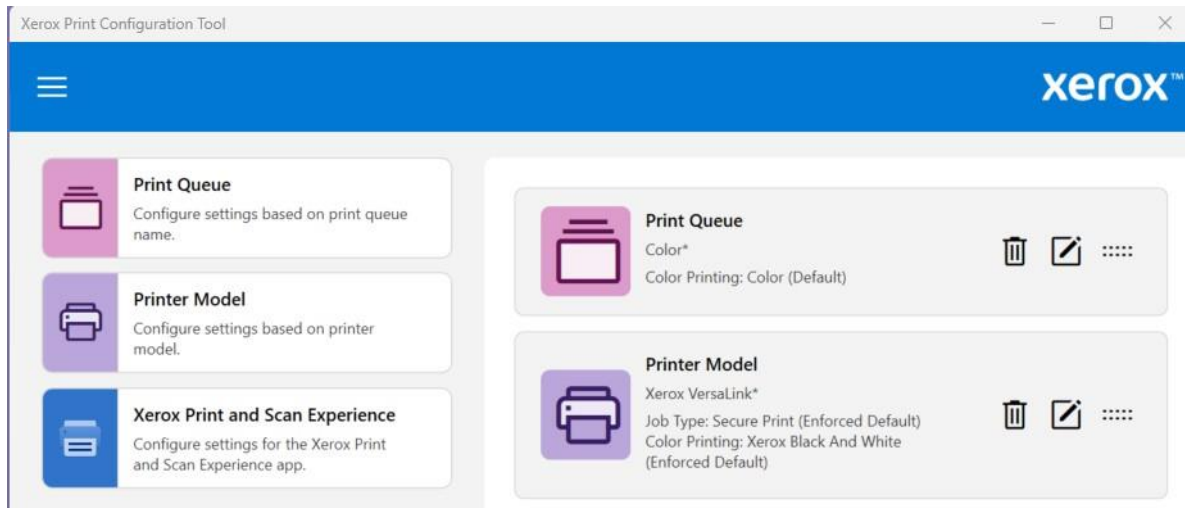 Xerox Print Configuration Tool
xerox™
Print Queue
Configure settings based on print queue
name.
Printer Model
Configure settings based on printer
model.
Xerox Print and Scan Experience
Configure settings for the Xerox Print
and Scan Experience app.
Print Queue
Color*
Color Printing: Color (Default)
Printer Model
Xerox VersaLink*
Job Type: Secure Print (Enforced Default)
Color Printing: Xerox Black And White
(Enforced Default)